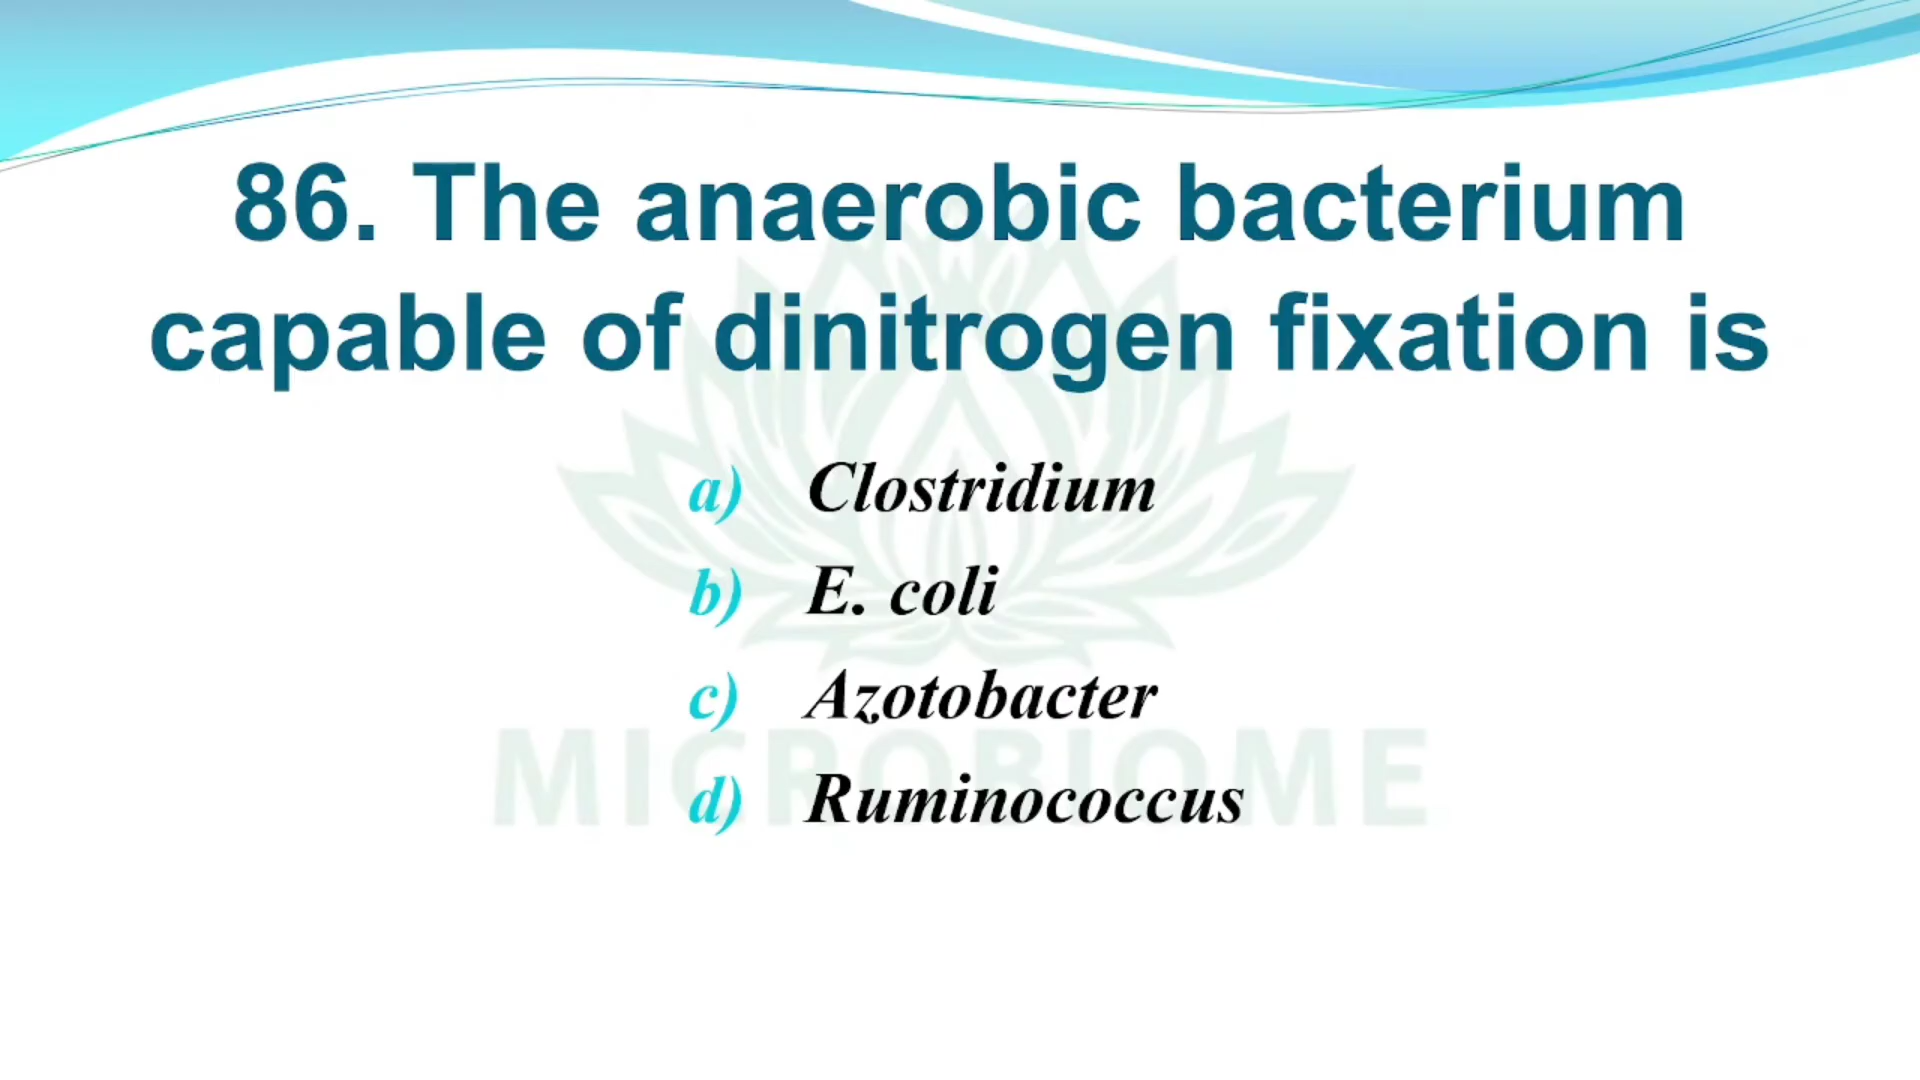 86. The anaerobic bacterium
capable of dinitrogen fixation is
a) Clostridium
b) E. coli
c) Azotobacter
d) Ruminococcus
MICROBIOME